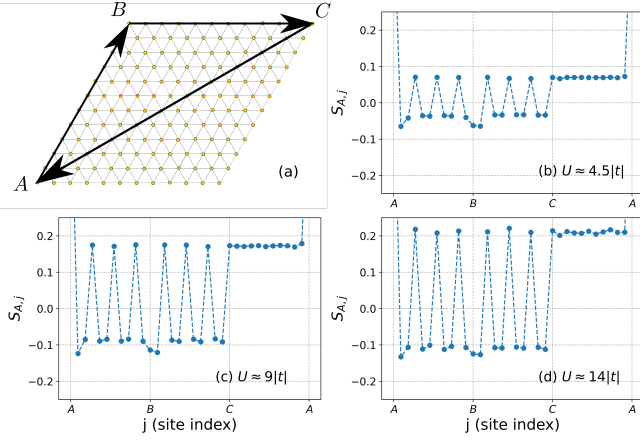 B
C
A
(a)
0.2
0.1
0.0
−0.1
−0.2
S_{A,j}
(b) U ≈ 4.5|t|
A
B
C
A
0.2
0.1
0.0
−0.1
−0.2
S_{A,j}
(c) U ≈ 9|t|
A
B
C
A
j (site index)
0.2
0.1
0.0
−0.1
−0.2
S_{A,j}
(d) U ≈ 14|t|
A
B
C
A
j (site index)